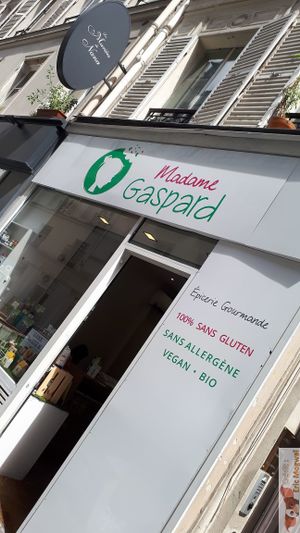 Madame
Gaspard
Épicerie Gourmande
100% SANS GLUTEN
SANS ALLERGÈNE
VEGAN • BIO